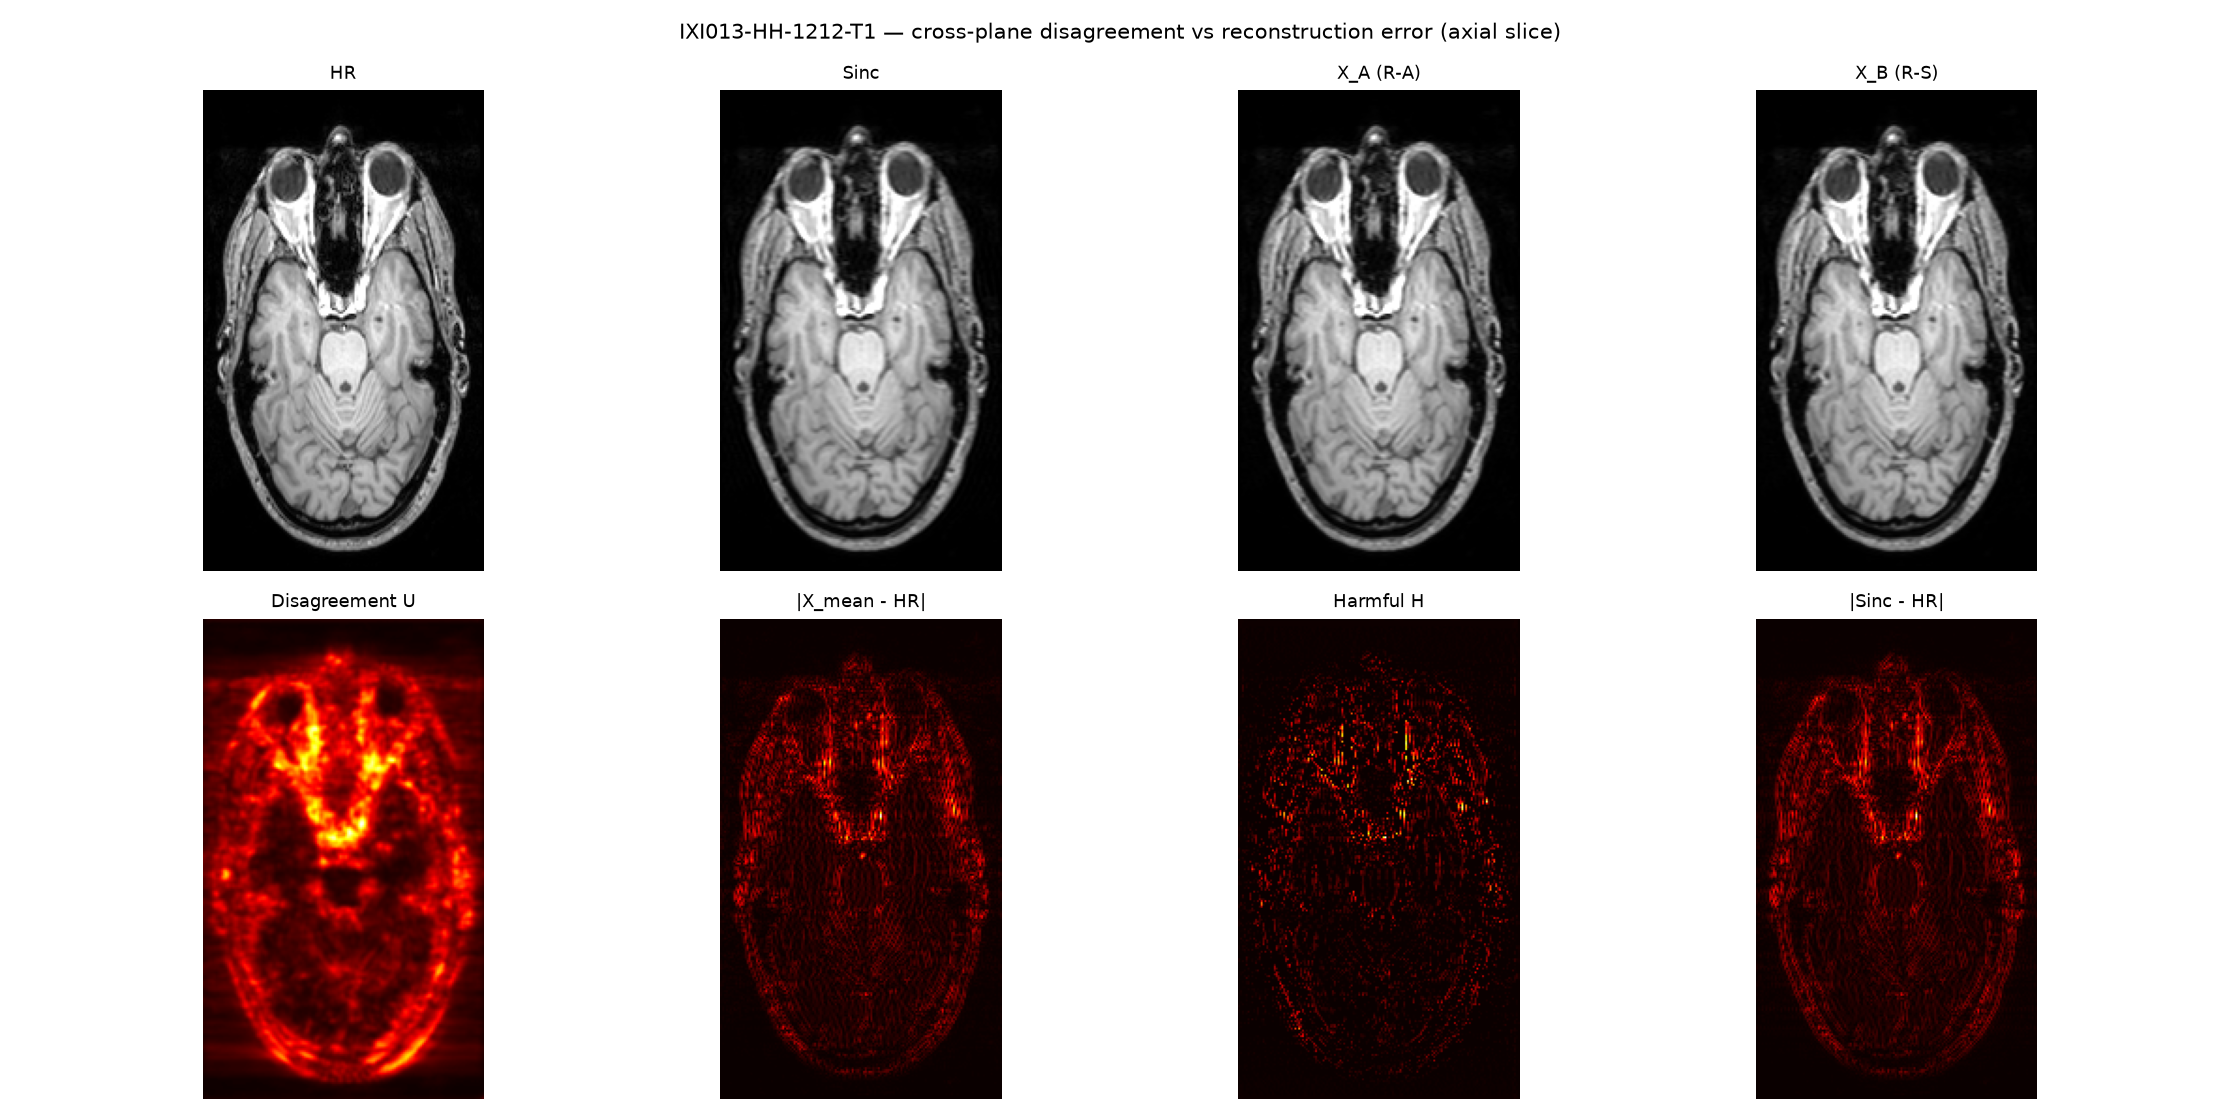 IXI013-HH-1212-T1 — cross-plane disagreement vs reconstruction error (axial slice)
HR
Sinc
X_A (R-A)
X_B (R-S)
Disagreement U
|X_mean - HR|
Harmful H
|Sinc - HR|